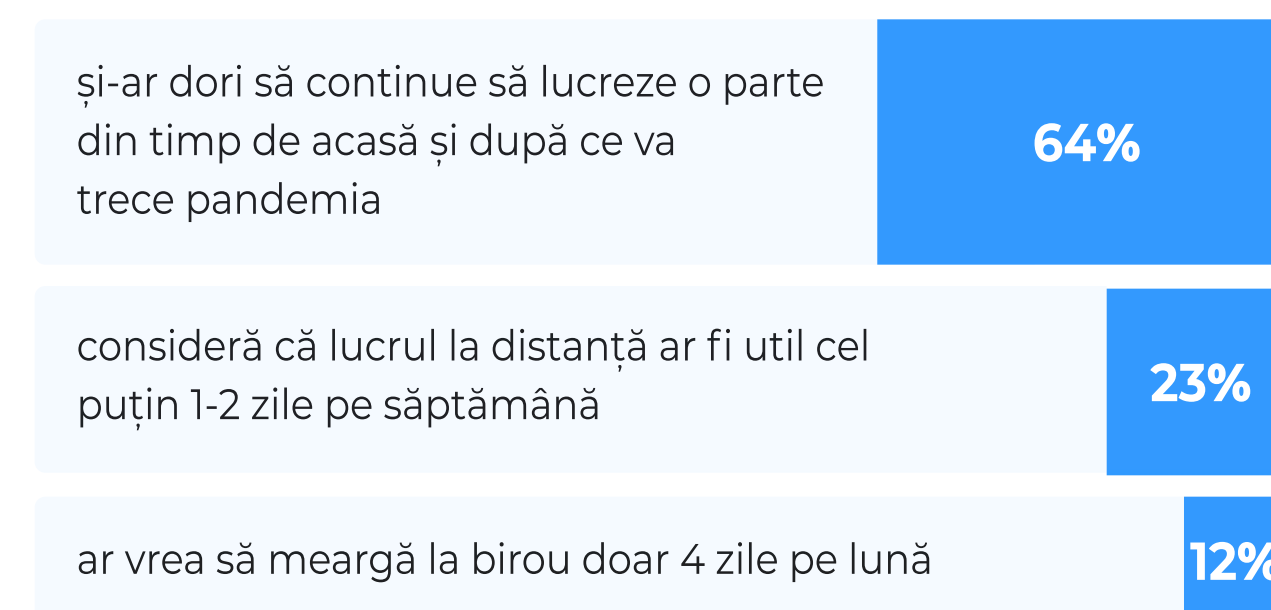 și-ar dori să continue să lucreze o parte
din timp de acasă și după ce va
trece pandemia
64%
consideră că lucrul la distanță ar fi util cel
puțin 1-2 zile pe săptămână
23%
ar vrea să meargă la birou doar 4 zile pe lună
12%